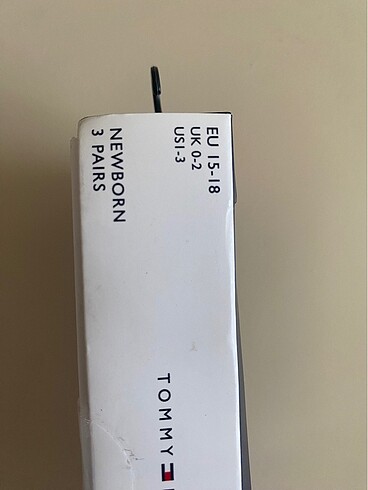 EU 15-18
UK 0-2
US1-3
NEWBORN
3 PAIRS
TOMMY